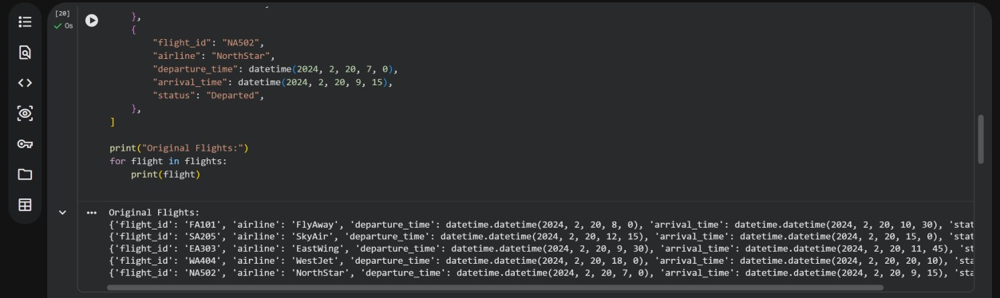 [20]
0s
},
{
"flight_id": "NA502",
"airline": "NorthStar",
"departure_time": datetime(2024, 2, 20, 7, 0),
"arrival_time": datetime(2024, 2, 20, 9, 15),
"status": "Departed",
},
]
print("Original Flights:")
for flight in flights:
print(flight)
Original Flights:
{'flight_id': 'FA101', 'airline': 'FlyAway', 'departure_time': datetime.datetime(2024, 2, 20, 8, 0), 'arrival_time': datetime.datetime(2024, 2, 20, 10, 30), 'stat
{'flight_id': 'SA205', 'airline': 'SkyAir', 'departure_time': datetime.datetime(2024, 2, 20, 12, 15), 'arrival_time': datetime.datetime(2024, 2, 20, 15, 0), 'stat
{'flight_id': 'EA303', 'airline': 'EastWing', 'departure_time': datetime.datetime(2024, 2, 20, 9, 30), 'arrival_time': datetime.datetime(2024, 2, 20, 11, 45), 'st
{'flight_id': 'WA404', 'airline': 'WestJet', 'departure_time': datetime.datetime(2024, 2, 20, 18, 0), 'arrival_time': datetime.datetime(2024, 2, 20, 20, 10), 'sta
{'flight_id': 'NA502', 'airline': 'NorthStar', 'departure_time': datetime.datetime(2024, 2, 20, 7, 0), 'arrival_time': datetime.datetime(2024, 2, 20, 9, 15), 'sta